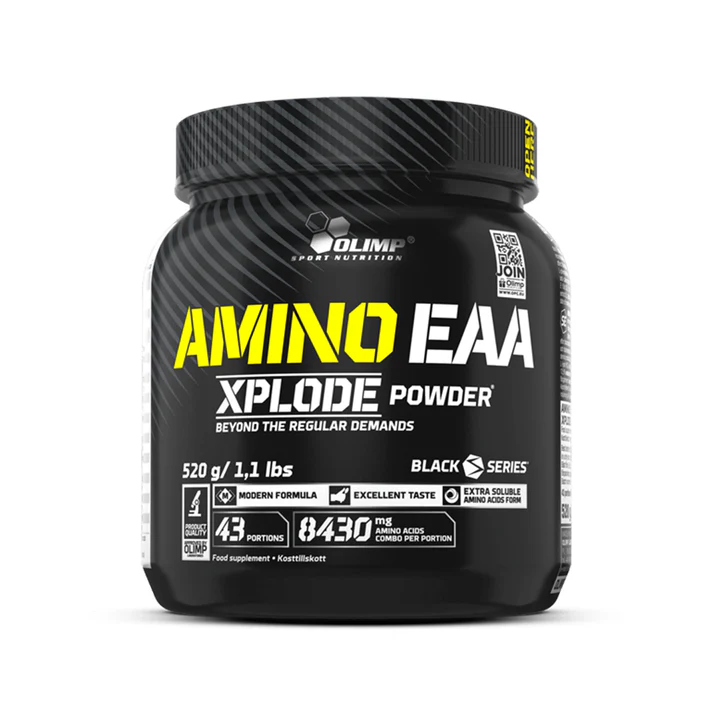 OPEN HERE
OLIMP®
SPORT NUTRITION
JOIN
Olimp
AMINO EAA
XPLODE POWDER®
BEYOND THE REGULAR DEMANDS
520 g/ 1,1 lbs
BLACK SERIES
MODERN FORMULA
EXCELLENT TASTE
EXTRA SOLUBLE
AMINO ACIDS FORM
PRODUCT
QUALITY
OLIMP
43 PORTIONS
8430 mg
AMINO ACIDS
COMBO PER PORTION
Food supplement • Kosttillskott